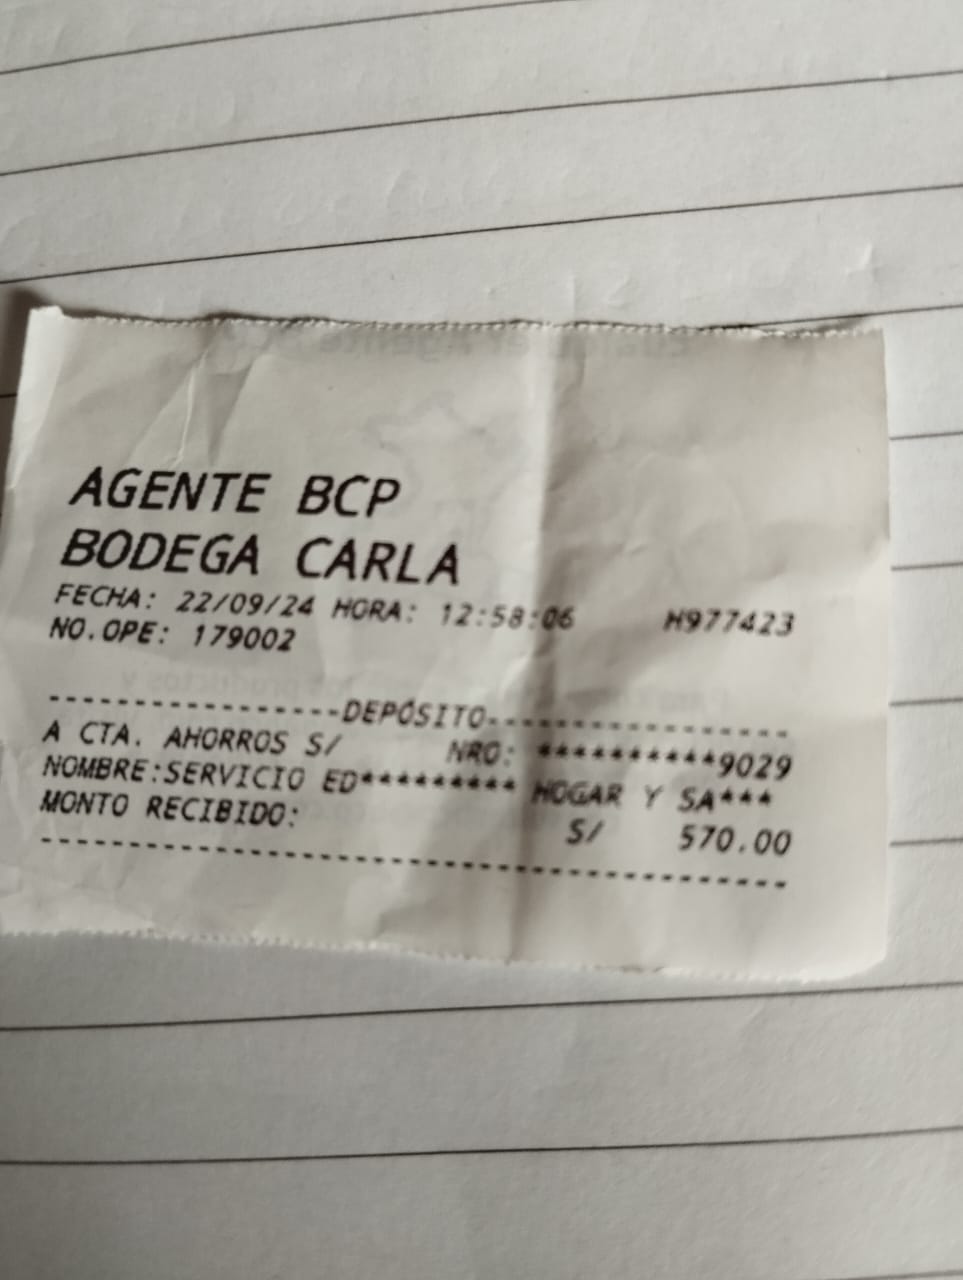 AGENTE BCP
BODEGA CARLA
FECHA: 22/09/24 HORA: 12:58:06 H977423
NO.OPE: 179002
-----------------DEPÓSITO-----------------
A CTA. AHORROS S/ NRO: **********9029
NOMBRE:SERVICIO ED********* HOGAR Y SA***
MONTO RECIBIDO: S/ 570.00